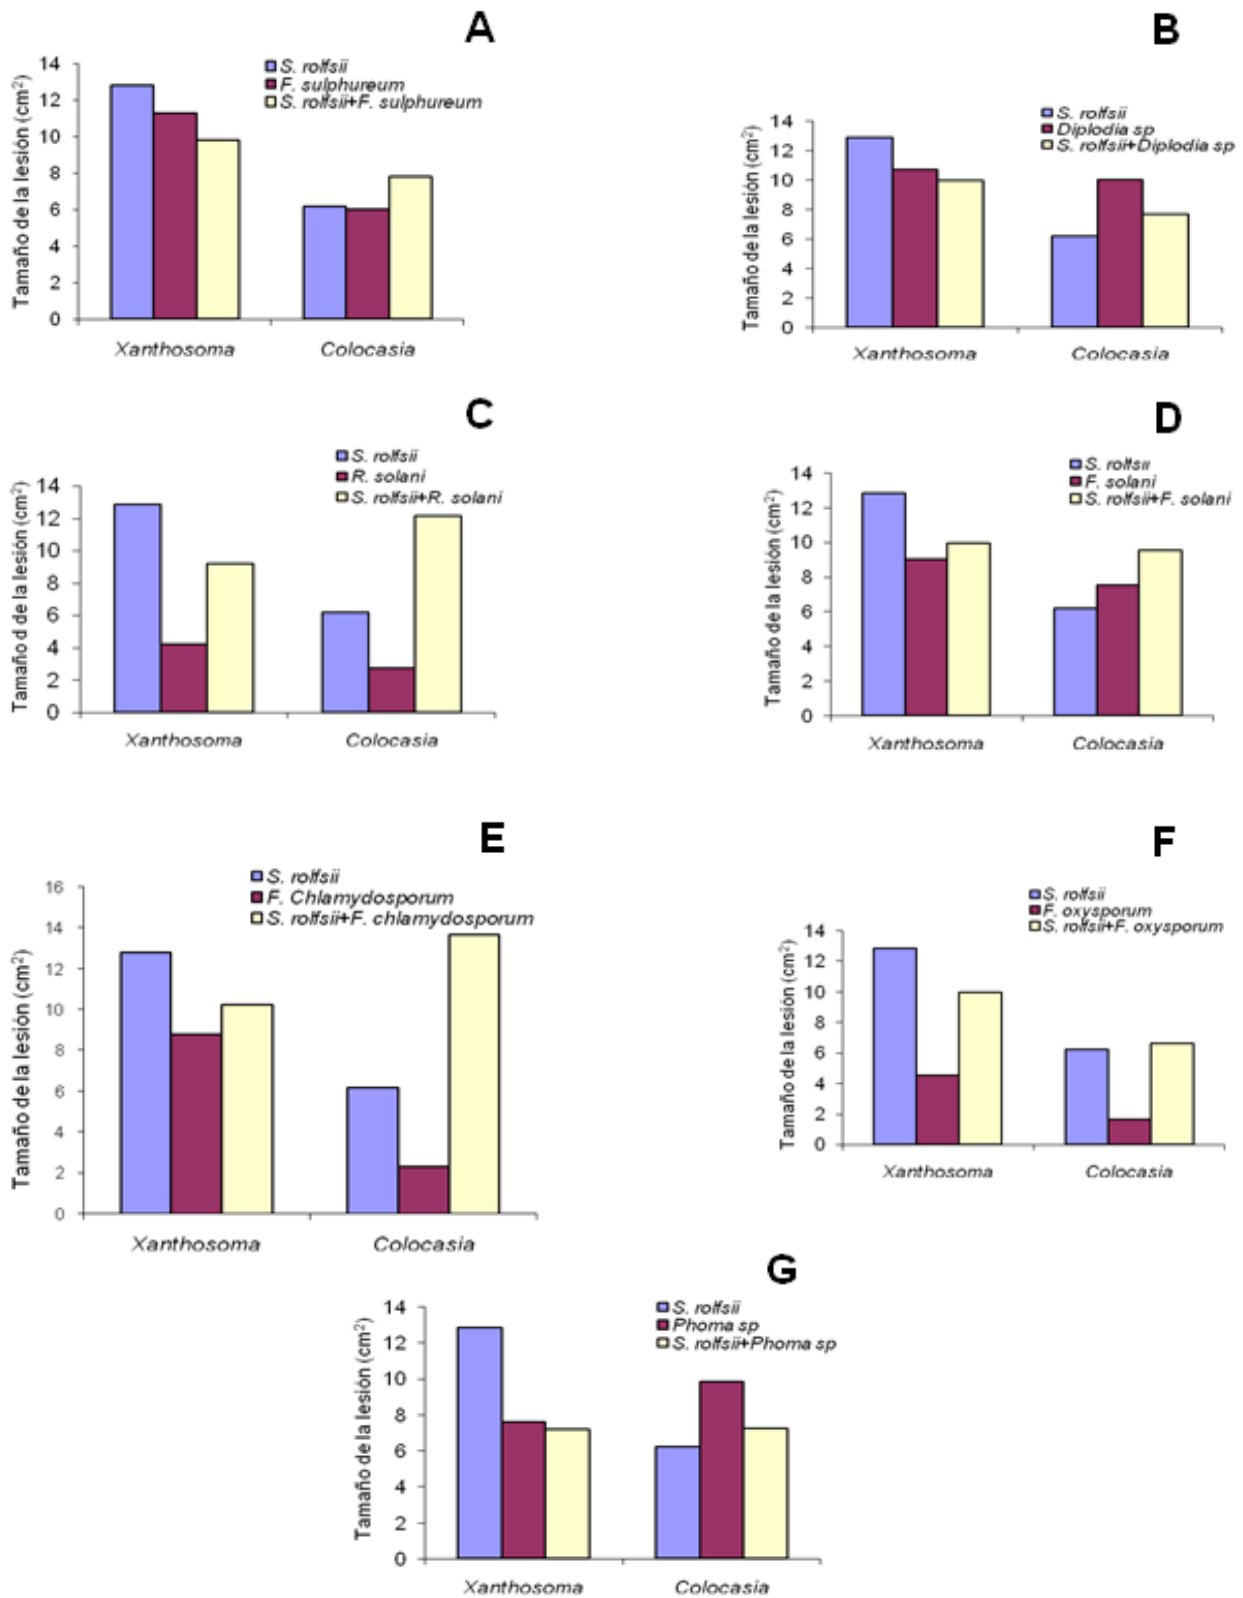 A
S. rolfsii
F. sulphureum
S. rolfsii+F. sulphureum
Tamaño de la lesión (cm²)
14
12
10
8
6
4
2
0
Xanthosoma
Colocasia
B
S. rolfsii
Diplodia sp
S. rolfsii+Diplodia sp
Tamaño de la lesión (cm²)
14
12
10
8
6
4
2
0
Xanthosoma
Colocasia
C
S. rolfsii
R. solani
S. rolfsii+R. solani
Tamaño d de la lesión (cm²)
14
12
10
8
6
4
2
0
Xanthosoma
Colocasia
D
S. rolfsii
F. solani
S. rolfsii+F. solani
Tamaño de la lesión (cm²)
14
12
10
8
6
4
2
0
Xanthosoma
Colocasia
E
S. rolfsii
F. Chlamydosporum
S. rolfsii+F. chlamydosporum
Tamaño de la lesión (cm²)
16
14
12
10
8
6
4
2
0
Xanthosoma
Colocasia
F
S. rolfsii
F. oxysporum
S. rolfsii+F. oxysporum
Tamaño de la lesión (cm²)
14
12
10
8
6
4
2
0
Xanthosoma
Colocasia
G
S. rolfsii
Phoma sp
S. rolfsii+Phoma sp
Tamaño de la lesión (cm²)
14
12
10
8
6
4
2
0
Xanthosoma
Colocasia